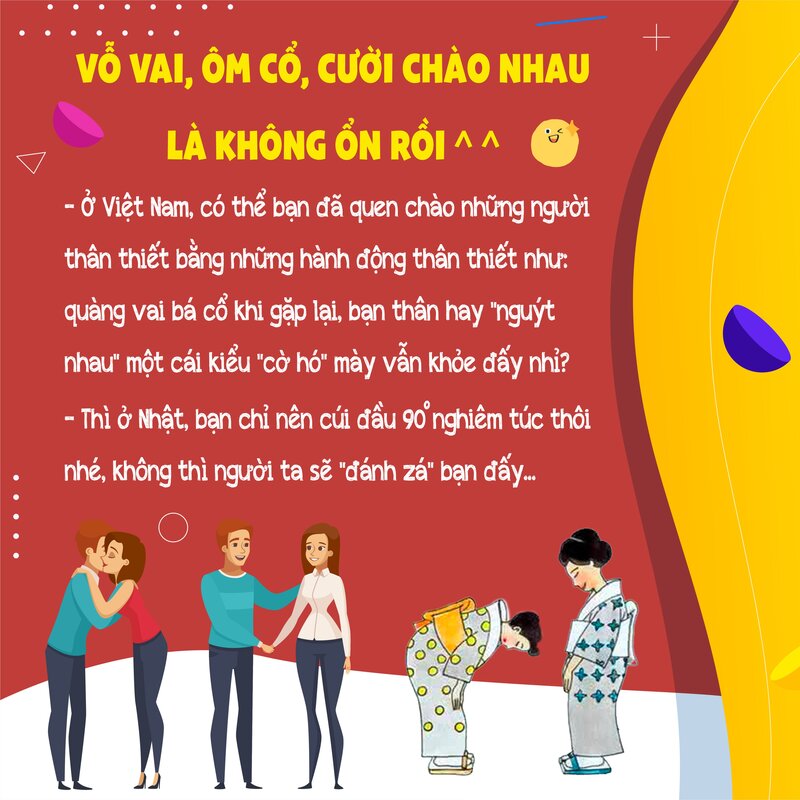 VỖ VAI, ÔM CỔ, CƯỜI CHÀO NHAU
LÀ KHÔNG ỔN RỒI ^ ^
- Ở Việt Nam, có thể bạn đã quen chào những người
thân thiết bằng những hành động thân thiết như:
quàng vai bá cổ khi gặp lại, bạn thân hay "nguýt
nhau" một cái kiểu "cờ hó" mày vẫn khỏe đấy nhỉ?
- Thì ở Nhật, bạn chỉ nên cúi đầu 90° nghiêm túc thôi
nhé, không thì người ta sẽ "đánh zá" bạn đấy...